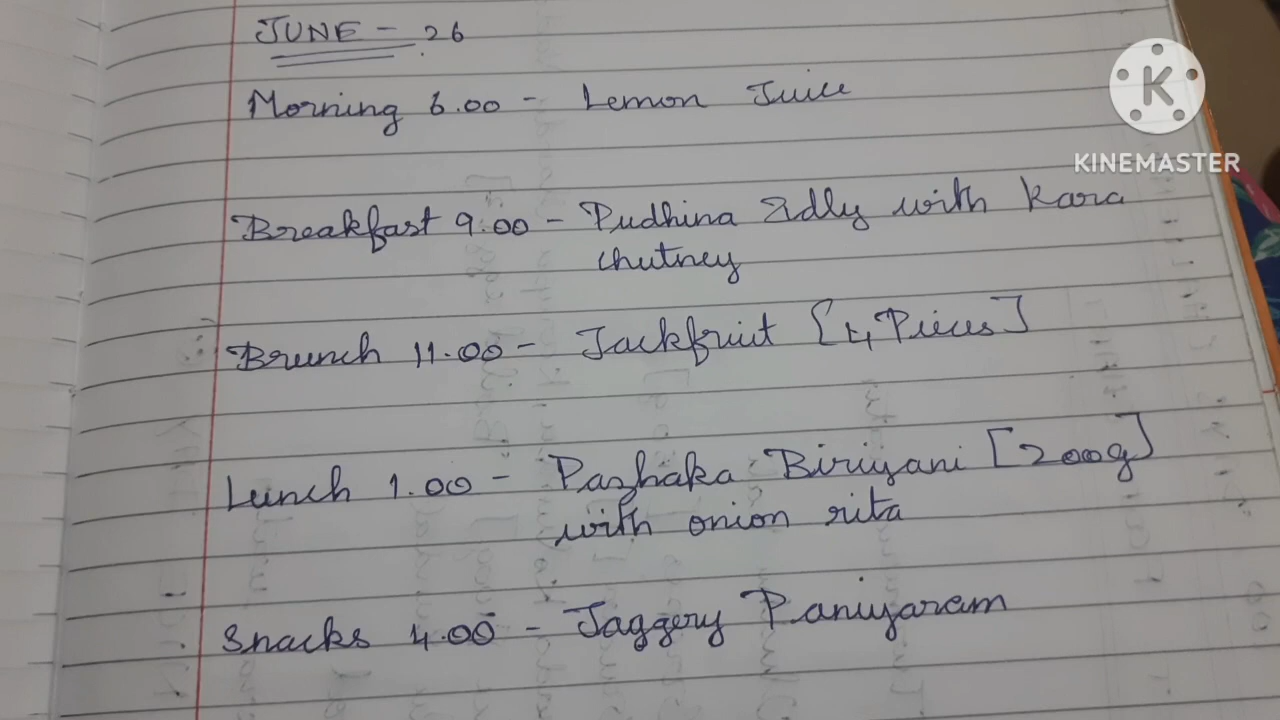 JUNE - 26
Morning 6.00 - Lemon Juice
Breakfast 9.00 - Pudhina Idly with kara
chutney
Brunch 11.00 - Jackfruit [4 Pieces]
Lunch 1.00 - Pazhaka Biriyani [200g]
with onion rita
Snacks 4.00 - Jaggery Paniyaram
K
KINEMASTER